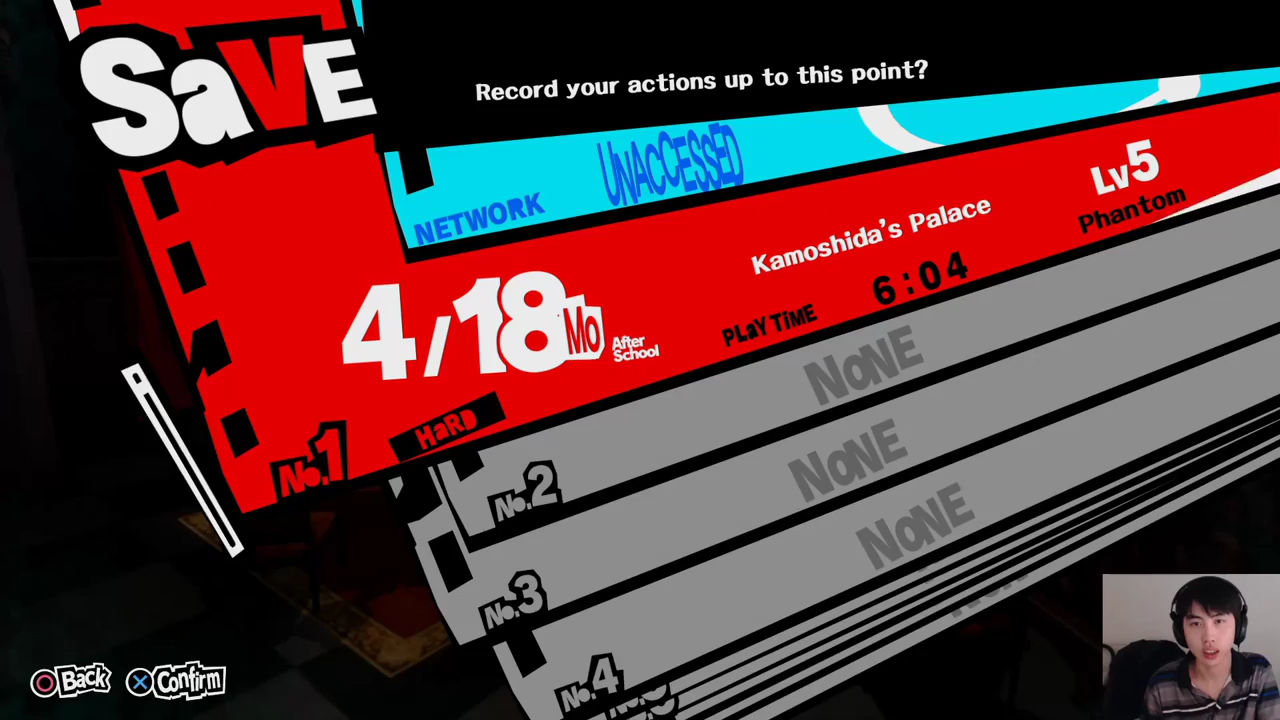 SaVE
Record your actions up to this point?
NETWORK UNACCESSED
Kamoshida's Palace
Lv5
Phantom
4/18 Mo
After School
PLaY TiME 6:04
No.1 HaRD
NoNE
No.2
NoNE
No.3
NoNE
No.4
Back Confirm